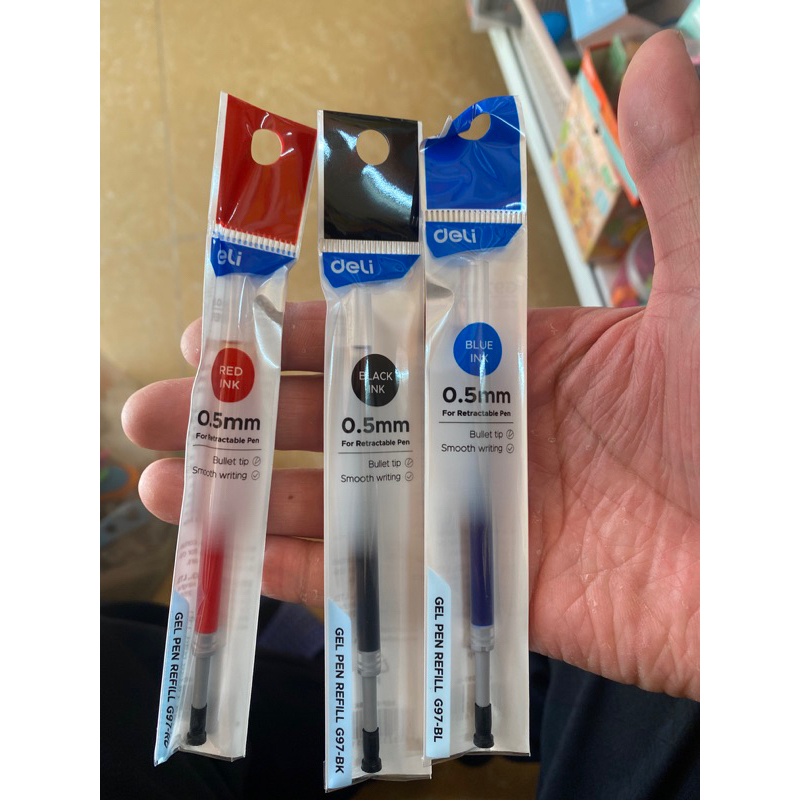 eli
RED
INK
0.5mm
For Retractable Pen
Bullet tip
Smooth writing
deli
BLACK
INK
0.5mm
For Retractable Pen
Bullet tip
Smooth writing
GEL PEN REFILL G97-BK
deli
BLUE
INK
0.5mm
For Retractable Pen
Bullet tip
Smooth writing
GEL PEN REFILL G97-BL
GEL PEN REFILL